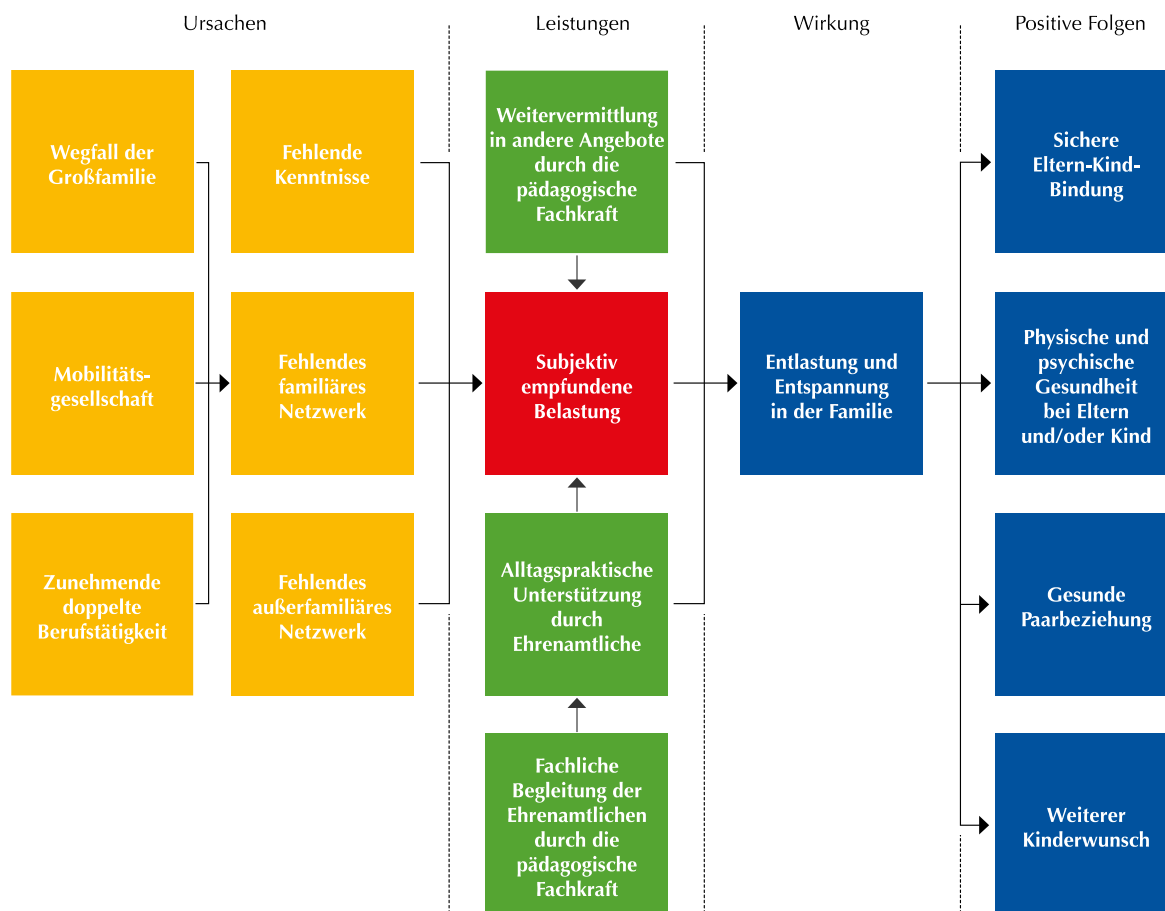 Ursachen
Leistungen
Wirkung
Positive Folgen
Wegfall der
Großfamilie
Fehlende
Kenntnisse
Weitervermittlung
in andere Angebote
durch die
pädagogische
Fachkraft
Sichere
Eltern-Kind-
Bindung
Mobilitäts-
gesellschaft
Fehlendes
familiäres
Netzwerk
Subjektiv
empfundene
Belastung
Entlastung und
Entspannung
in der Familie
Physische und
psychische
Gesundheit
bei Eltern
und/oder Kind
Zunehmende
doppelte
Berufstätigkeit
Fehlendes
außerfamiliäres
Netzwerk
Alltagspraktische
Unterstützung
durch
Ehrenamtliche
Gesunde
Paarbeziehung
Fachliche
Begleitung der
Ehrenamtlichen
durch die
pädagogische
Fachkraft
Weiterer
Kinderwunsch